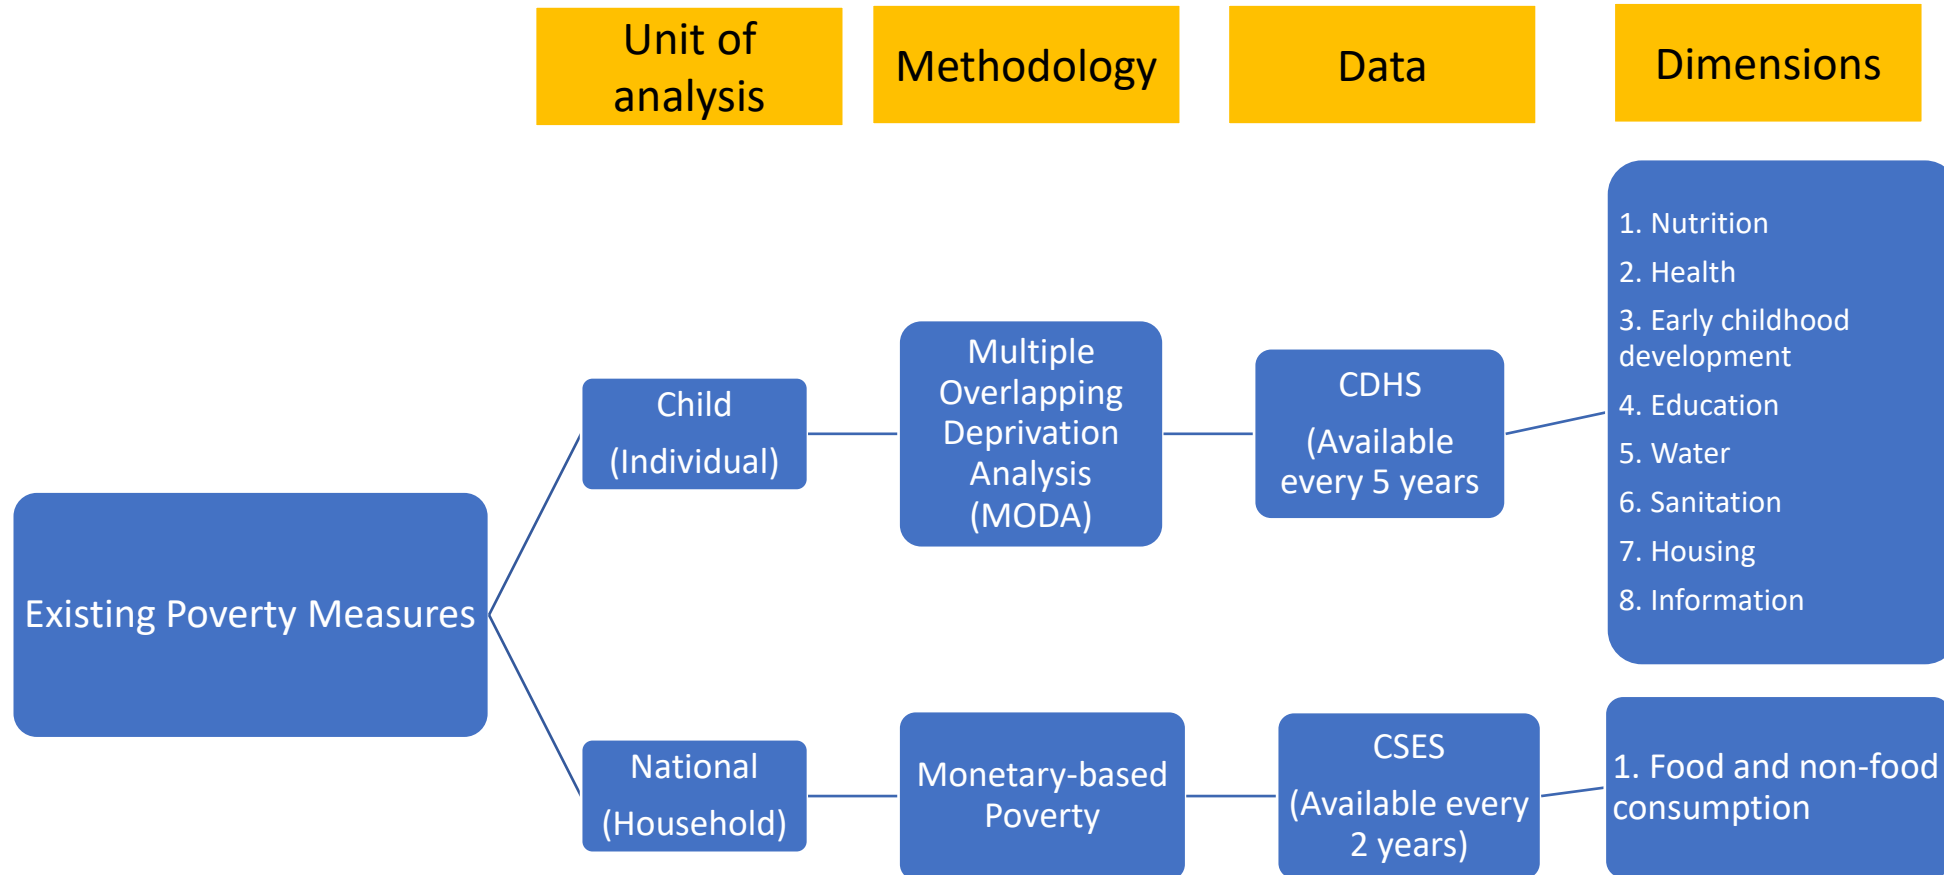 Unit of
analysis
Methodology
Data
Dimensions
Existing Poverty Measures
Child
(Individual)
Multiple
Overlapping
Deprivation
Analysis
(MODA)
CDHS
(Available
every 5 years
1. Nutrition
2. Health
3. Early childhood
development
4. Education
5. Water
6. Sanitation
7. Housing
8. Information
National
(Household)
Monetary-based
Poverty
CSES
(Available every
2 years)
1. Food and non-food
consumption